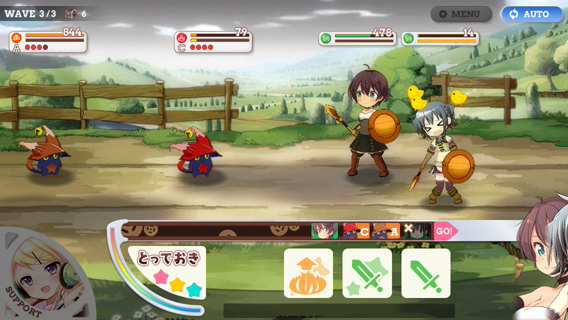 WAVE 3/3 6
MENU
AUTO
844
A
79
C
478
14
C A GO!
とっておき
SUPPORT